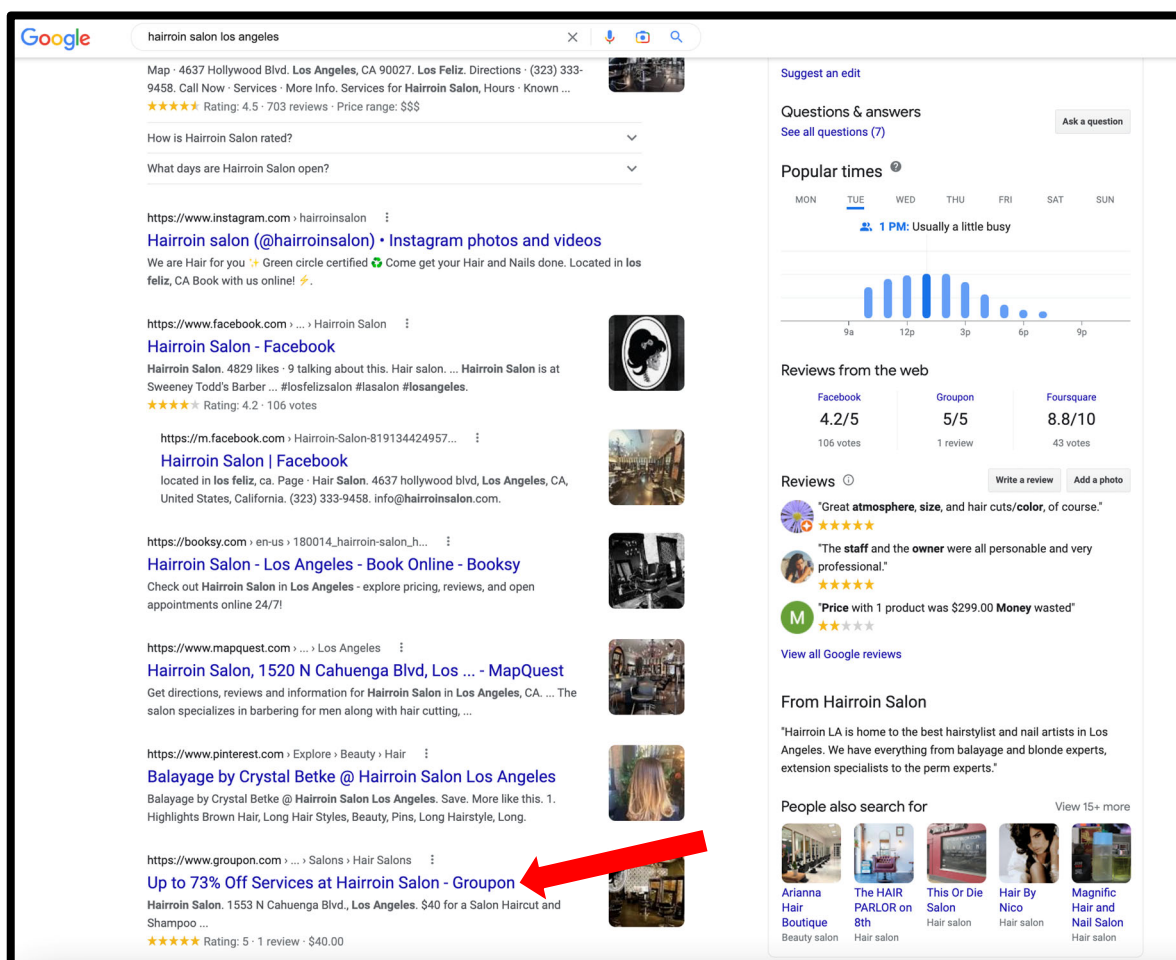 Google
hairroin salon los angeles
Map · 4637 Hollywood Blvd. Los Angeles, CA 90027. Los Feliz. Directions · (323) 333-
9458. Call Now · Services · More Info. Services for Hairroin Salon, Hours · Known ...
Rating: 4.5 · 703 reviews · Price range: $$$
How is Hairroin Salon rated?
What days are Hairroin Salon open?
https://www.instagram.com › hairroinsalon
Hairroin salon (@hairroinsalon) • Instagram photos and videos
We are Hair for you ✨ Green circle certified ♻️ Come get your Hair and Nails done. Located in los
feliz, CA Book with us online! ⚡.
https://www.facebook.com › ... › Hairroin Salon
Hairroin Salon - Facebook
Hairroin Salon. 4829 likes · 9 talking about this. Hair salon. ... Hairroin Salon is at
Sweeney Todd's Barber ... #losfelizsalon #lasalon #losangeles.
Rating: 4.2 · 106 votes
https://m.facebook.com › Hairroin-Salon-819134424957...
Hairroin Salon | Facebook
located in los feliz, ca. Page · Hair Salon. 4637 hollywood blvd, Los Angeles, CA,
United States, California. (323) 333-9458. info@hairroinsalon.com.
https://booksy.com › en-us › 180014_hairroin-salon_h...
Hairroin Salon - Los Angeles - Book Online - Booksy
Check out Hairroin Salon in Los Angeles - explore pricing, reviews, and open
appointments online 24/7!
https://www.mapquest.com › ... › Los Angeles
Hairroin Salon, 1520 N Cahuenga Blvd, Los ... - MapQuest
Get directions, reviews and information for Hairroin Salon in Los Angeles, CA. ... The
salon specializes in barbering for men along with hair cutting, ...
https://www.pinterest.com › Explore › Beauty › Hair
Balayage by Crystal Betke @ Hairroin Salon Los Angeles
Balayage by Crystal Betke @ Hairroin Salon Los Angeles. Save. More like this. 1.
Highlights Brown Hair, Long Hair Styles, Beauty, Pins, Long Hairstyle, Long.
https://www.groupon.com › ... › Salons › Hair Salons
Up to 73% Off Services at Hairroin Salon - Groupon
Hairroin Salon. 1553 N Cahuenga Blvd., Los Angeles. $40 for a Salon Haircut and
Shampoo ...
Rating: 5 · 1 review · $40.00
Suggest an edit
Questions & answers
See all questions (7)
Ask a question
Popular times
MON TUE WED THU FRI SAT SUN
1 PM: Usually a little busy
9a 12p 3p 6p 9p
Reviews from the web
Facebook Groupon Foursquare
4.2/5 5/5 8.8/10
106 votes 1 review 43 votes
Reviews
Write a review
Add a photo
"Great atmosphere, size, and hair cuts/color, of course."
"The staff and the owner were all personable and very
professional."
M
"Price with 1 product was $299.00 Money wasted"
View all Google reviews
From Hairroin Salon
"Hairroin LA is home to the best hairstylist and nail artists in Los
Angeles. We have everything from balayage and blonde experts,
extension specialists to the perm experts."
People also search for
View 15+ more
Arianna
Hair
Boutique
Beauty salon
The HAIR
PARLOR on
8th
Hair salon
This Or Die
Salon
Hair salon
Hair By
Nico
Hair salon
Magnific
Hair and
Nail Salon
Hair salon